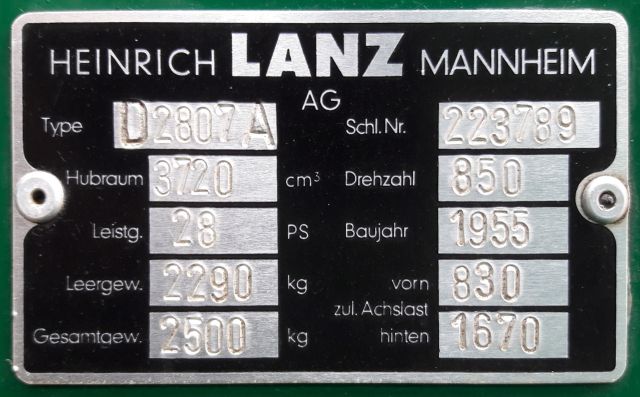 HEINRICH LANZ MANNHEIM
AG
Type D2807A Schl.Nr. 223789
Hubraum 3720 cm³ Drehzahl 850
Leistg. 28 PS Baujahr 1955
Leergew. 2290 kg vorn 830
zul. Achslast
Gesamtgew. 2500 kg hinten 1670